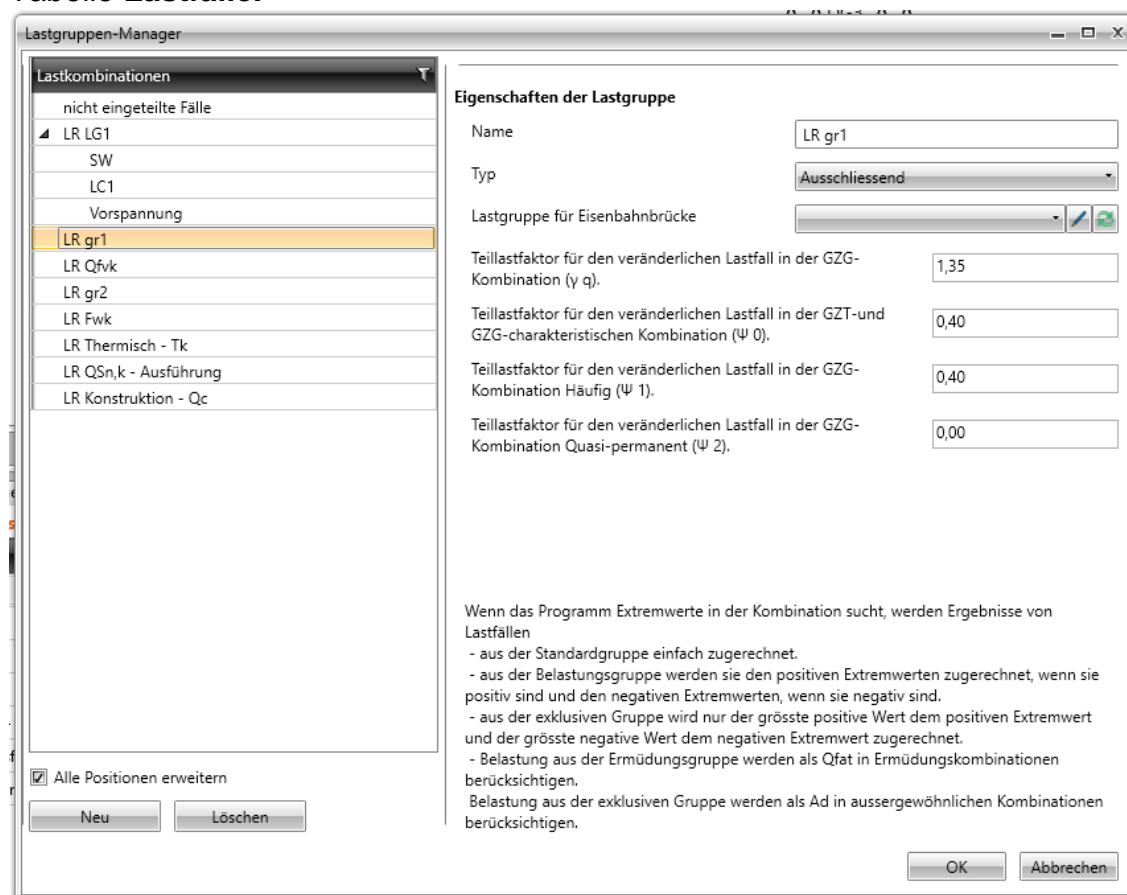 Lastgruppen-Manager
Lastkombinationen
nicht eingeteilte Fälle
LR LG1
SW
LC1
Vorspannung
LR gr1
LR Qfvk
LR gr2
LR Fwk
LR Thermisch - Tk
LR QSn,k - Ausführung
LR Konstruktion - Qc
Alle Positionen erweitern
Neu
Löschen
Eigenschaften der Lastgruppe
Name
LR gr1
Typ
Ausschliessend
Lastgruppe für Eisenbahnbrücke
Teillastfaktor für den veränderlichen Lastfall in der GZG-
Kombination (γ q).
1,35
Teillastfaktor für den veränderlichen Lastfall in der GZT-und
GZG-charakteristischen Kombination (Ψ 0).
0,40
Teillastfaktor für den veränderlichen Lastfall in der GZG-
Kombination Häufig (Ψ 1).
0,40
Teillastfaktor für den veränderlichen Lastfall in der GZG-
Kombination Quasi-permanent (Ψ 2).
0,00
Wenn das Programm Extremwerte in der Kombination sucht, werden Ergebnisse von
Lastfällen
- aus der Standardgruppe einfach zugerechnet.
- aus der Belastungsgruppe werden sie den positiven Extremwerten zugerechnet, wenn sie
positiv sind und den negativen Extremwerten, wenn sie negativ sind.
- aus der exklusiven Gruppe wird nur der grösste positive Wert dem positiven Extremwert
und der grösste negative Wert dem negativen Extremwert zugerechnet.
- Belastung aus der Ermüdungsgruppe werden als Qfat in Ermüdungskombinationen
berücksichtigen.
Belastung aus der exklusiven Gruppe werden als Ad in aussergewöhnlichen Kombinationen
berücksichtigen.
OK
Abbrechen